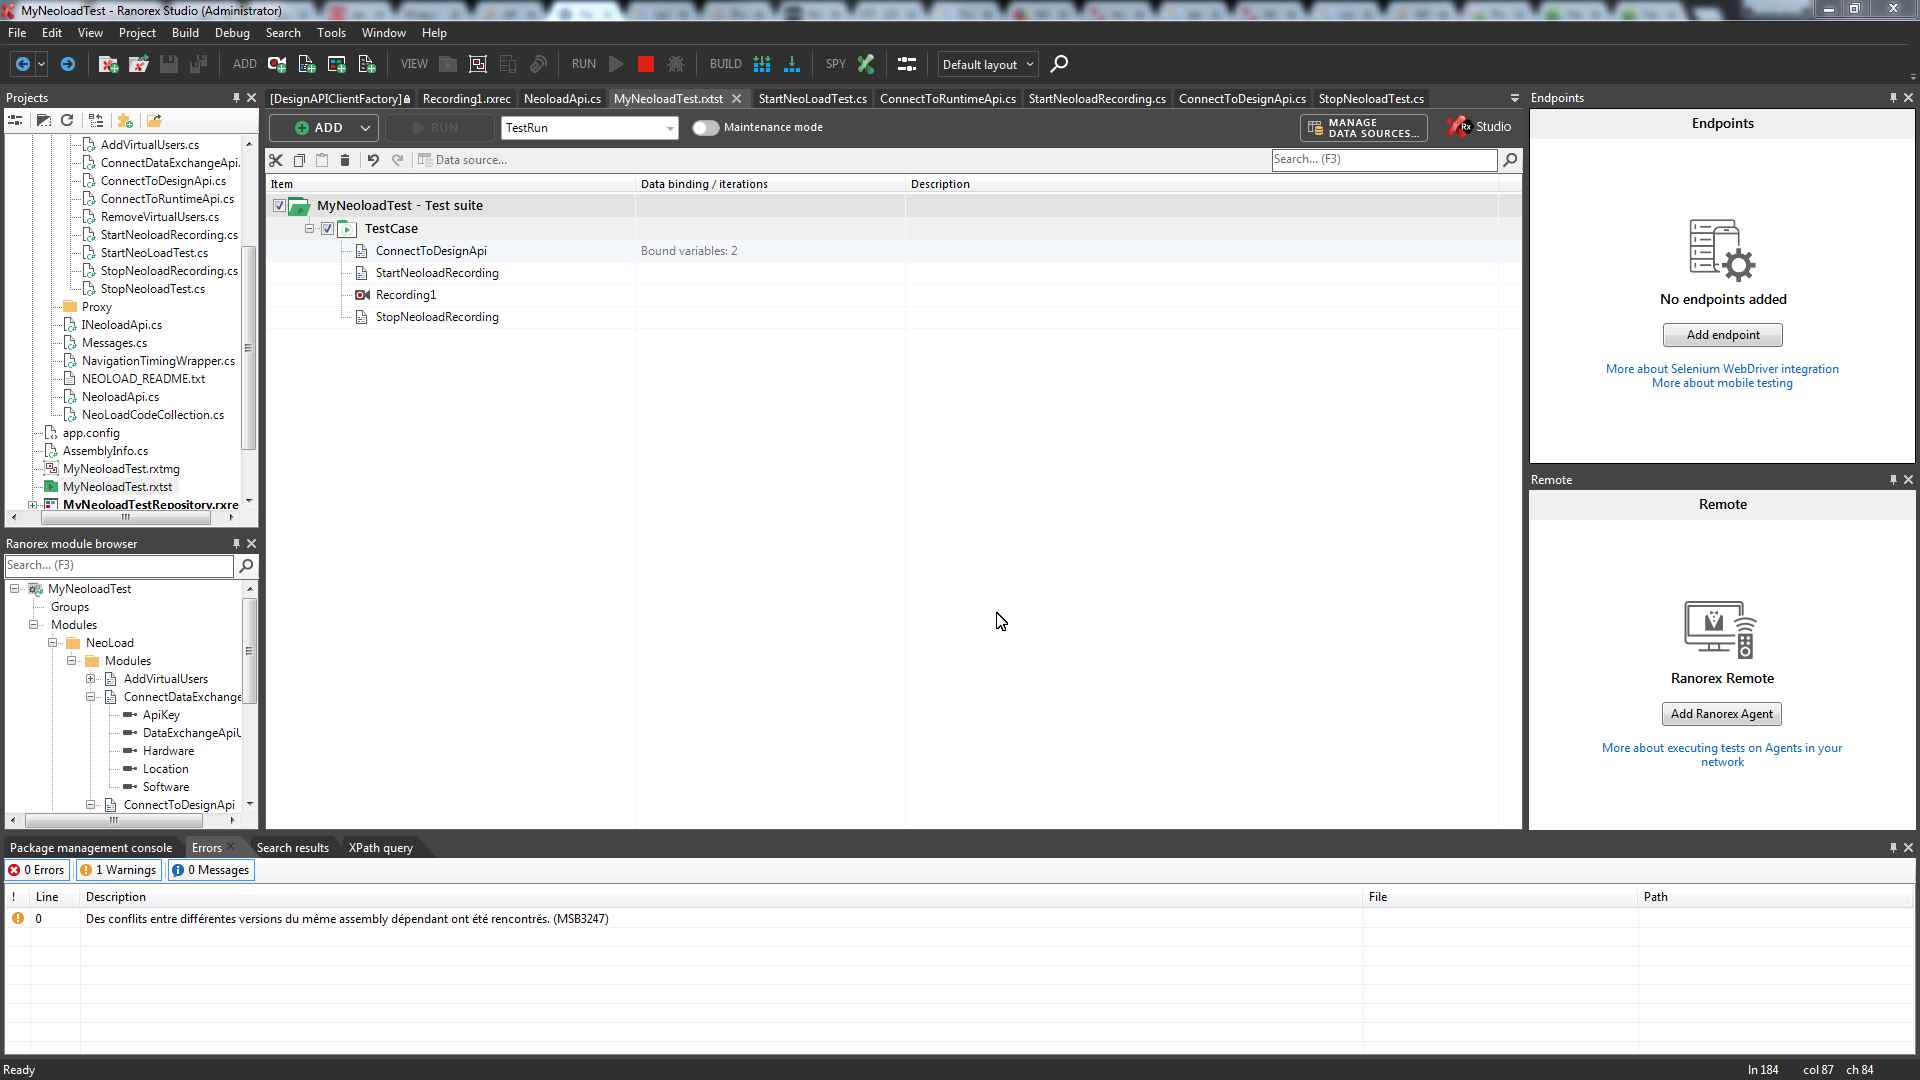 MyNeoloadTest - Ranorex Studio (Administrator)
File Edit View Project Build Debug Search Tools Window Help
ADD VIEW RUN BUILD SPY Default layout
Projects
[DesignAPIClientFactory] Recording1.rxrec NeoloadApi.cs MyNeoloadTest.rxtst StartNeoLoadTest.cs ConnectToRuntimeApi.cs StartNeoloadRecording.cs ConnectToDesignApi.cs StopNeoloadTest.cs
Endpoints
ADD RUN TestRun Maintenance mode MANAGE DATA SOURCES... Rx Studio
Data source... Search... (F3)
Item Data binding / iterations Description
MyNeoloadTest - Test suite
TestCase
ConnectToDesignApi Bound variables: 2
StartNeoloadRecording
Recording1
StopNeoloadRecording
AddVirtualUsers.cs
ConnectDataExchangeApi.
ConnectToDesignApi.cs
ConnectToRuntimeApi.cs
RemoveVirtualUsers.cs
StartNeoloadRecording.cs
StartNeoLoadTest.cs
StopNeoloadRecording.cs
StopNeoloadTest.cs
Proxy
INeoloadApi.cs
Messages.cs
NavigationTimingWrapper.cs
NEOLOAD_README.txt
NeoloadApi.cs
NeoLoadCodeCollection.cs
app.config
AssemblyInfo.cs
MyNeoloadTest.rxtmg
MyNeoloadTest.rxtst
MyNeoloadTestRepository.rxre
Ranorex module browser
Search... (F3)
MyNeoloadTest
Groups
Modules
NeoLoad
Modules
AddVirtualUsers
ConnectDataExchange
ApiKey
DataExchangeApiU
Hardware
Location
Software
ConnectToDesignApi
Endpoints
No endpoints added
Add endpoint
More about Selenium WebDriver integration
More about mobile testing
Remote
Remote
Ranorex Remote
Add Ranorex Agent
More about executing tests on Agents in your
network
Package management console Errors Search results XPath query
0 Errors 1 Warnings 0 Messages
! Line Description File Path
0 Des conflits entre différentes versions du même assembly dépendant ont été rencontrés. (MSB3247)
Ready ln 184 col 87 ch 84